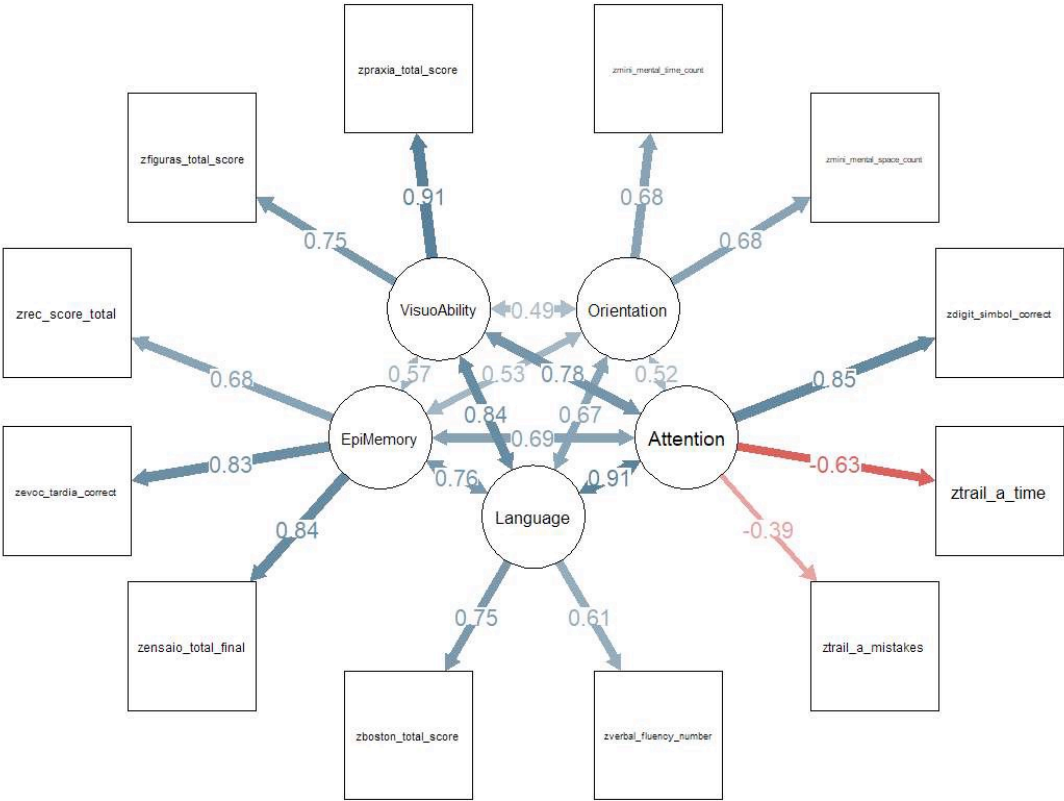 zpraxia_total_score
zmini_mental_time_count
zfiguras_total_score
zmini_mental_space_count
0.91
0.68
0.75
0.68
zrec_score_total
VisuoAbility
0.49
Orientation
zdigit_simbol_correct
0.68
0.57
0.53
0.78
0.52
0.85
0.84
0.67
EpiMemory
0.69
Attention
zevoc_tardia_correct
0.83
0.76
0.91
-0.63
ztrail_a_time
0.84
Language
-0.39
zensaio_total_final
0.75
0.61
ztrail_a_mistakes
zboston_total_score
zverbal_fluency_number